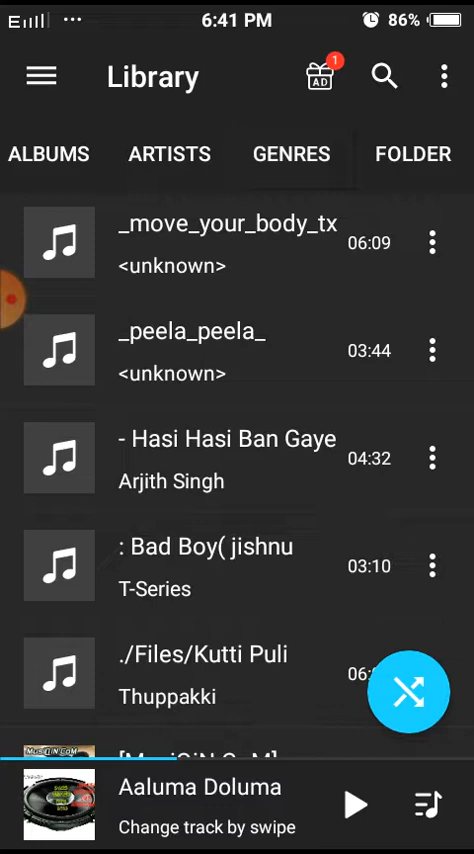 6:41 PM
86%
Library
1
AD
ALBUMS ARTISTS GENRES FOLDER
_move_your_body_tx
06:09
<unknown>
_peela_peela_
03:44
<unknown>
- Hasi Hasi Ban Gaye
04:32
Arjith Singh
: Bad Boy( jishnu
03:10
T-Series
./Files/Kutti Puli
06:
Thuppakki
Aaluma Doluma
Change track by swipe